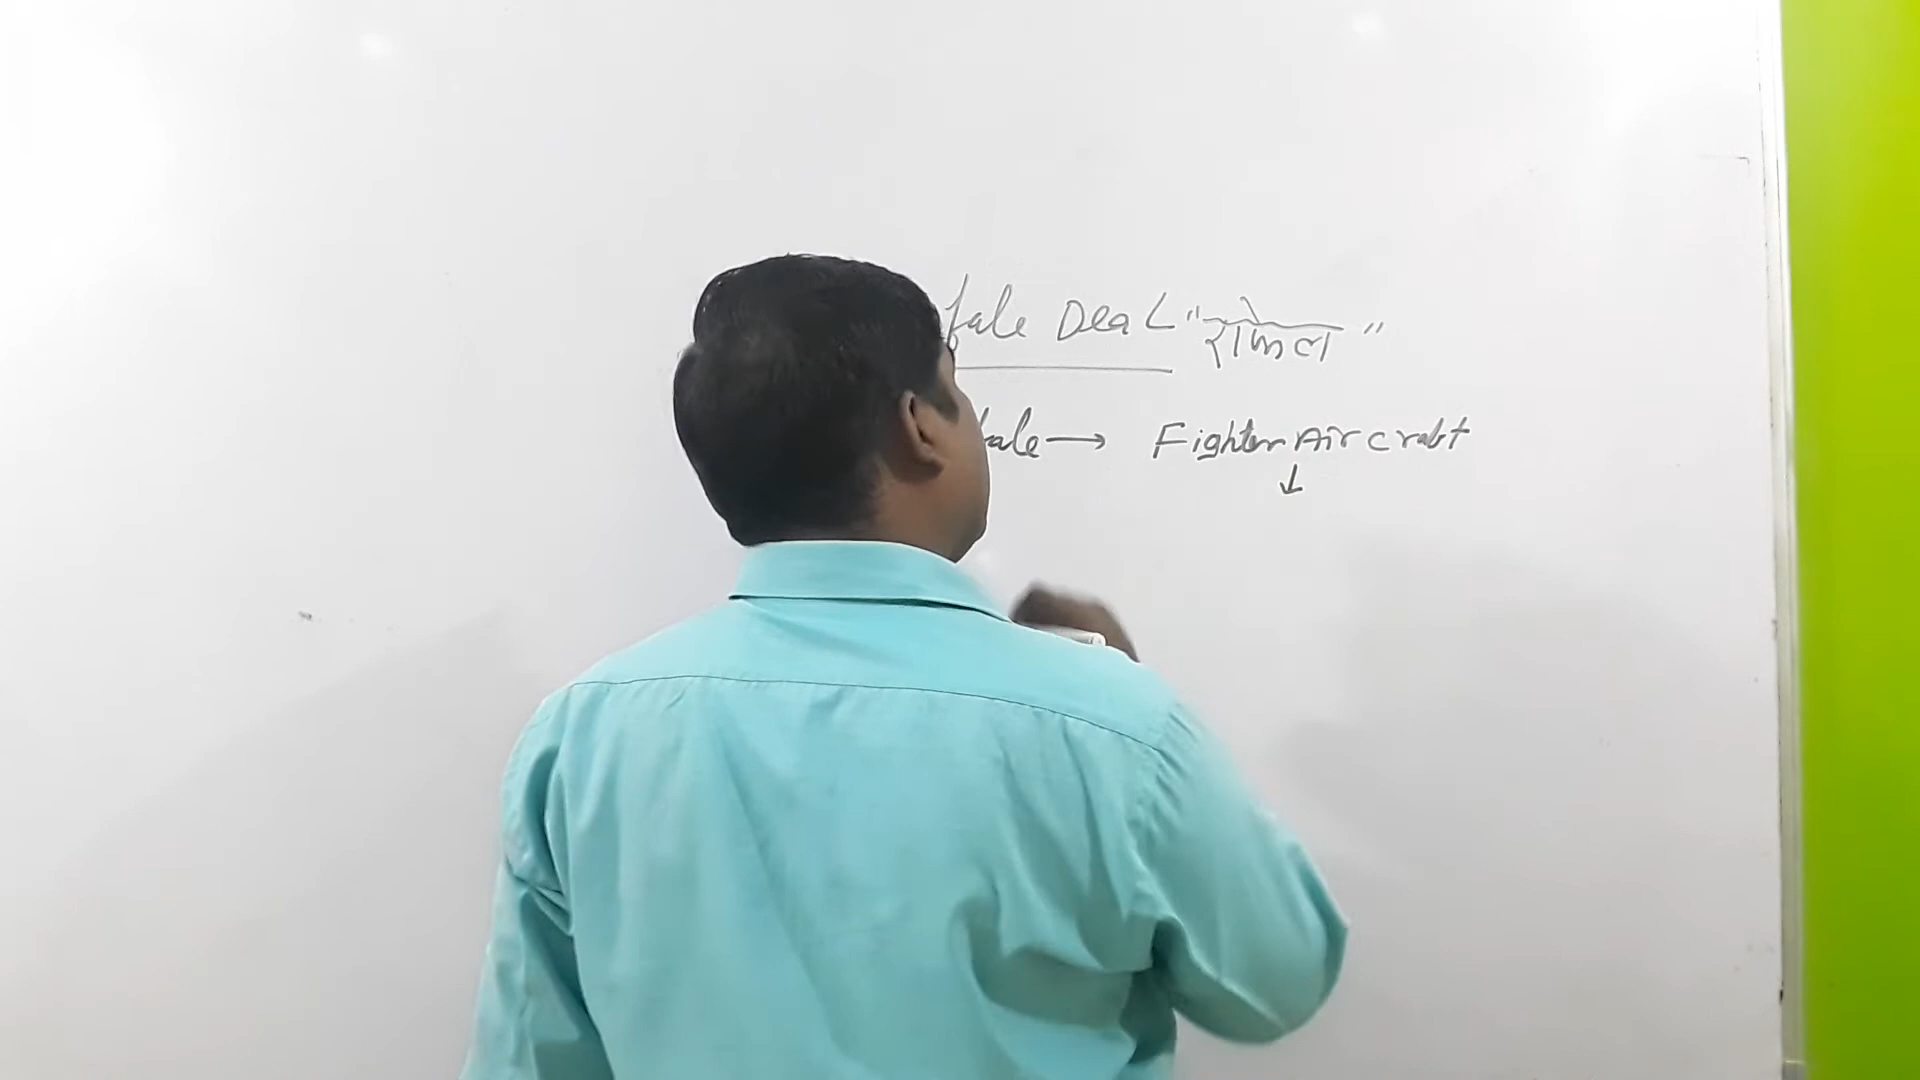 fale Deal "राफेल"
fale → Fighter Aircraft
↓